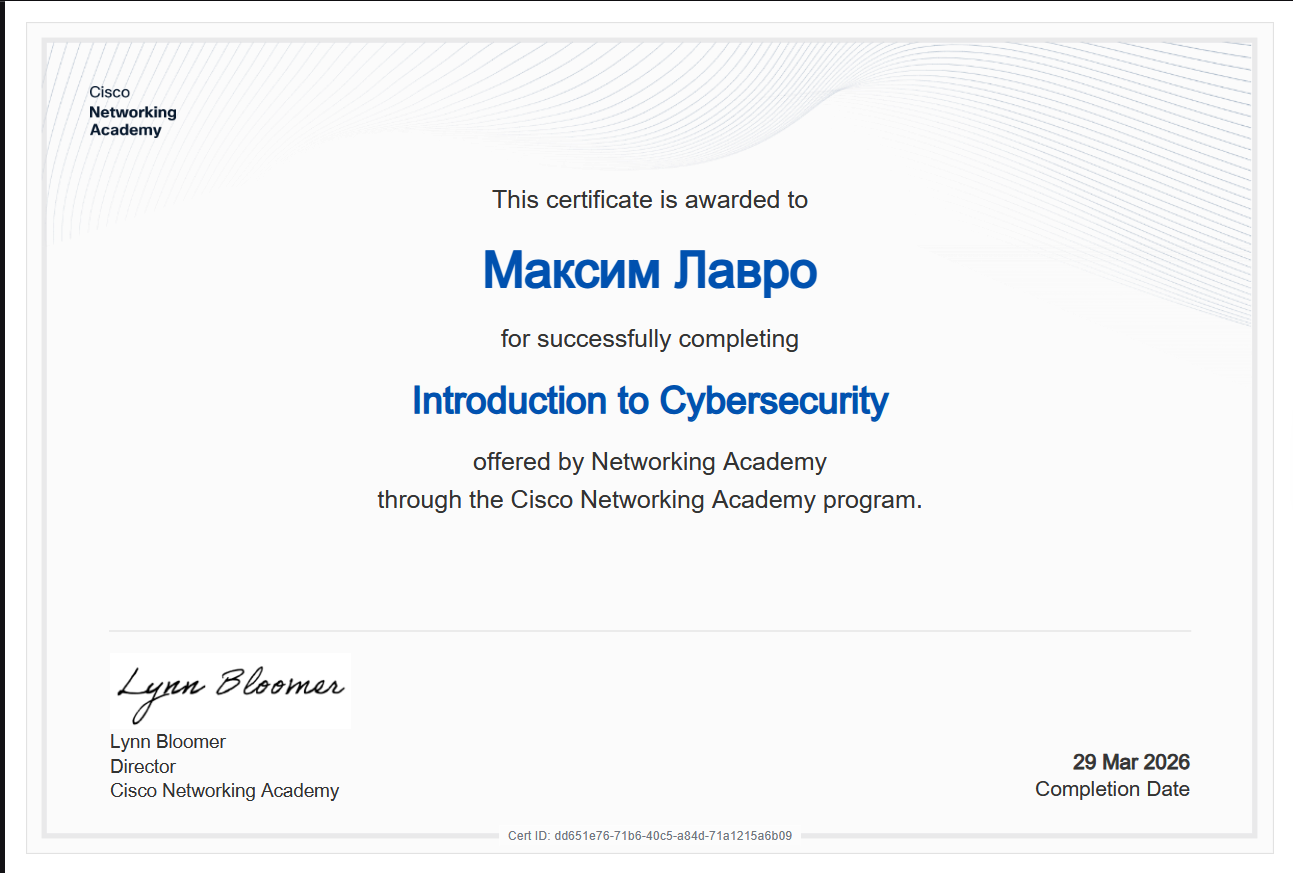 Cisco
Networking
Academy
This certificate is awarded to
Максим Лавро
for successfully completing
Introduction to Cybersecurity
offered by Networking Academy
through the Cisco Networking Academy program.
Lynn Bloomer
Lynn Bloomer
Director
Cisco Networking Academy
29 Mar 2026
Completion Date
Cert ID: dd651e76-71b6-40c5-a84d-71a1215a6b09